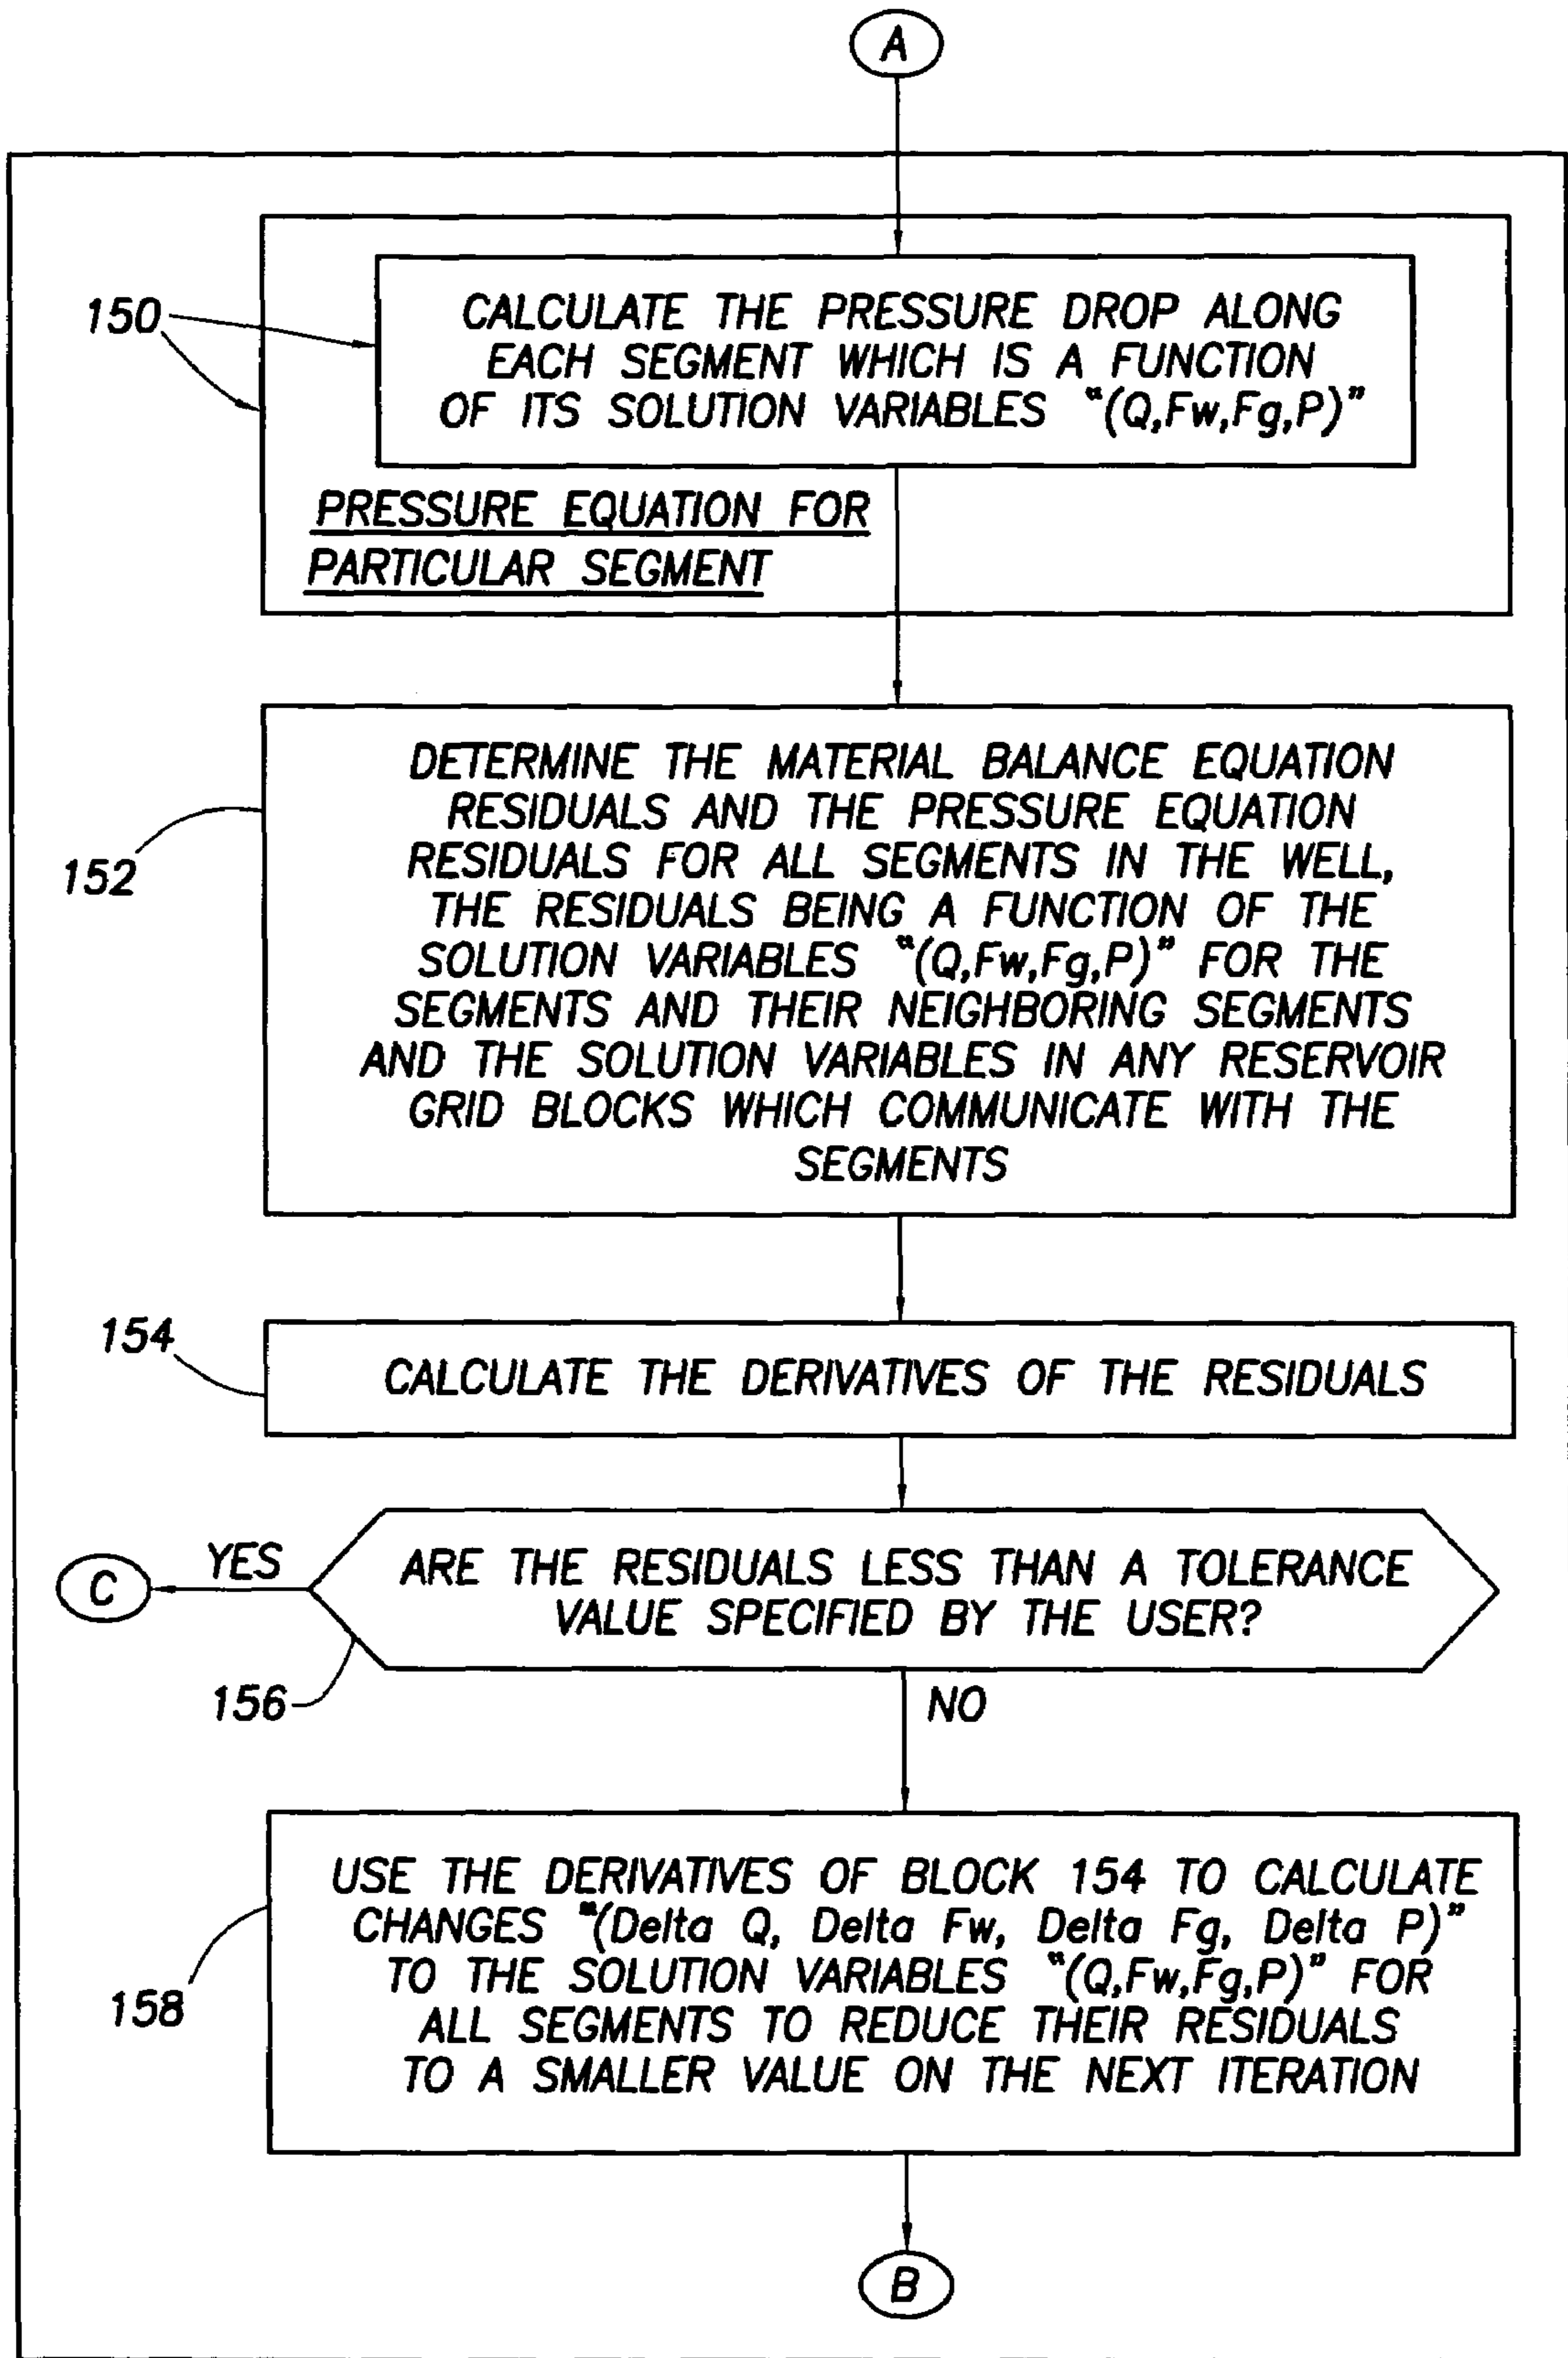 A
150
CALCULATE THE PRESSURE DROP ALONG
EACH SEGMENT WHICH IS A FUNCTION
OF ITS SOLUTION VARIABLES "(Q,Fw,Fg,P)"
PRESSURE EQUATION FOR
PARTICULAR SEGMENT
152
DETERMINE THE MATERIAL BALANCE EQUATION
RESIDUALS AND THE PRESSURE EQUATION
RESIDUALS FOR ALL SEGMENTS IN THE WELL,
THE RESIDUALS BEING A FUNCTION OF THE
SOLUTION VARIABLES "(Q,Fw,Fg,P)" FOR THE
SEGMENTS AND THEIR NEIGHBORING SEGMENTS
AND THE SOLUTION VARIABLES IN ANY RESERVOIR
GRID BLOCKS WHICH COMMUNICATE WITH THE
SEGMENTS
154
CALCULATE THE DERIVATIVES OF THE RESIDUALS
C
YES
ARE THE RESIDUALS LESS THAN A TOLERANCE
VALUE SPECIFIED BY THE USER?
156
NO
USE THE DERIVATIVES OF BLOCK 154 TO CALCULATE
CHANGES "(Delta Q, Delta Fw, Delta Fg, Delta P)"
TO THE SOLUTION VARIABLES "(Q,Fw,Fg,P)" FOR
ALL SEGMENTS TO REDUCE THEIR RESIDUALS
TO A SMALLER VALUE ON THE NEXT ITERATION
158
B